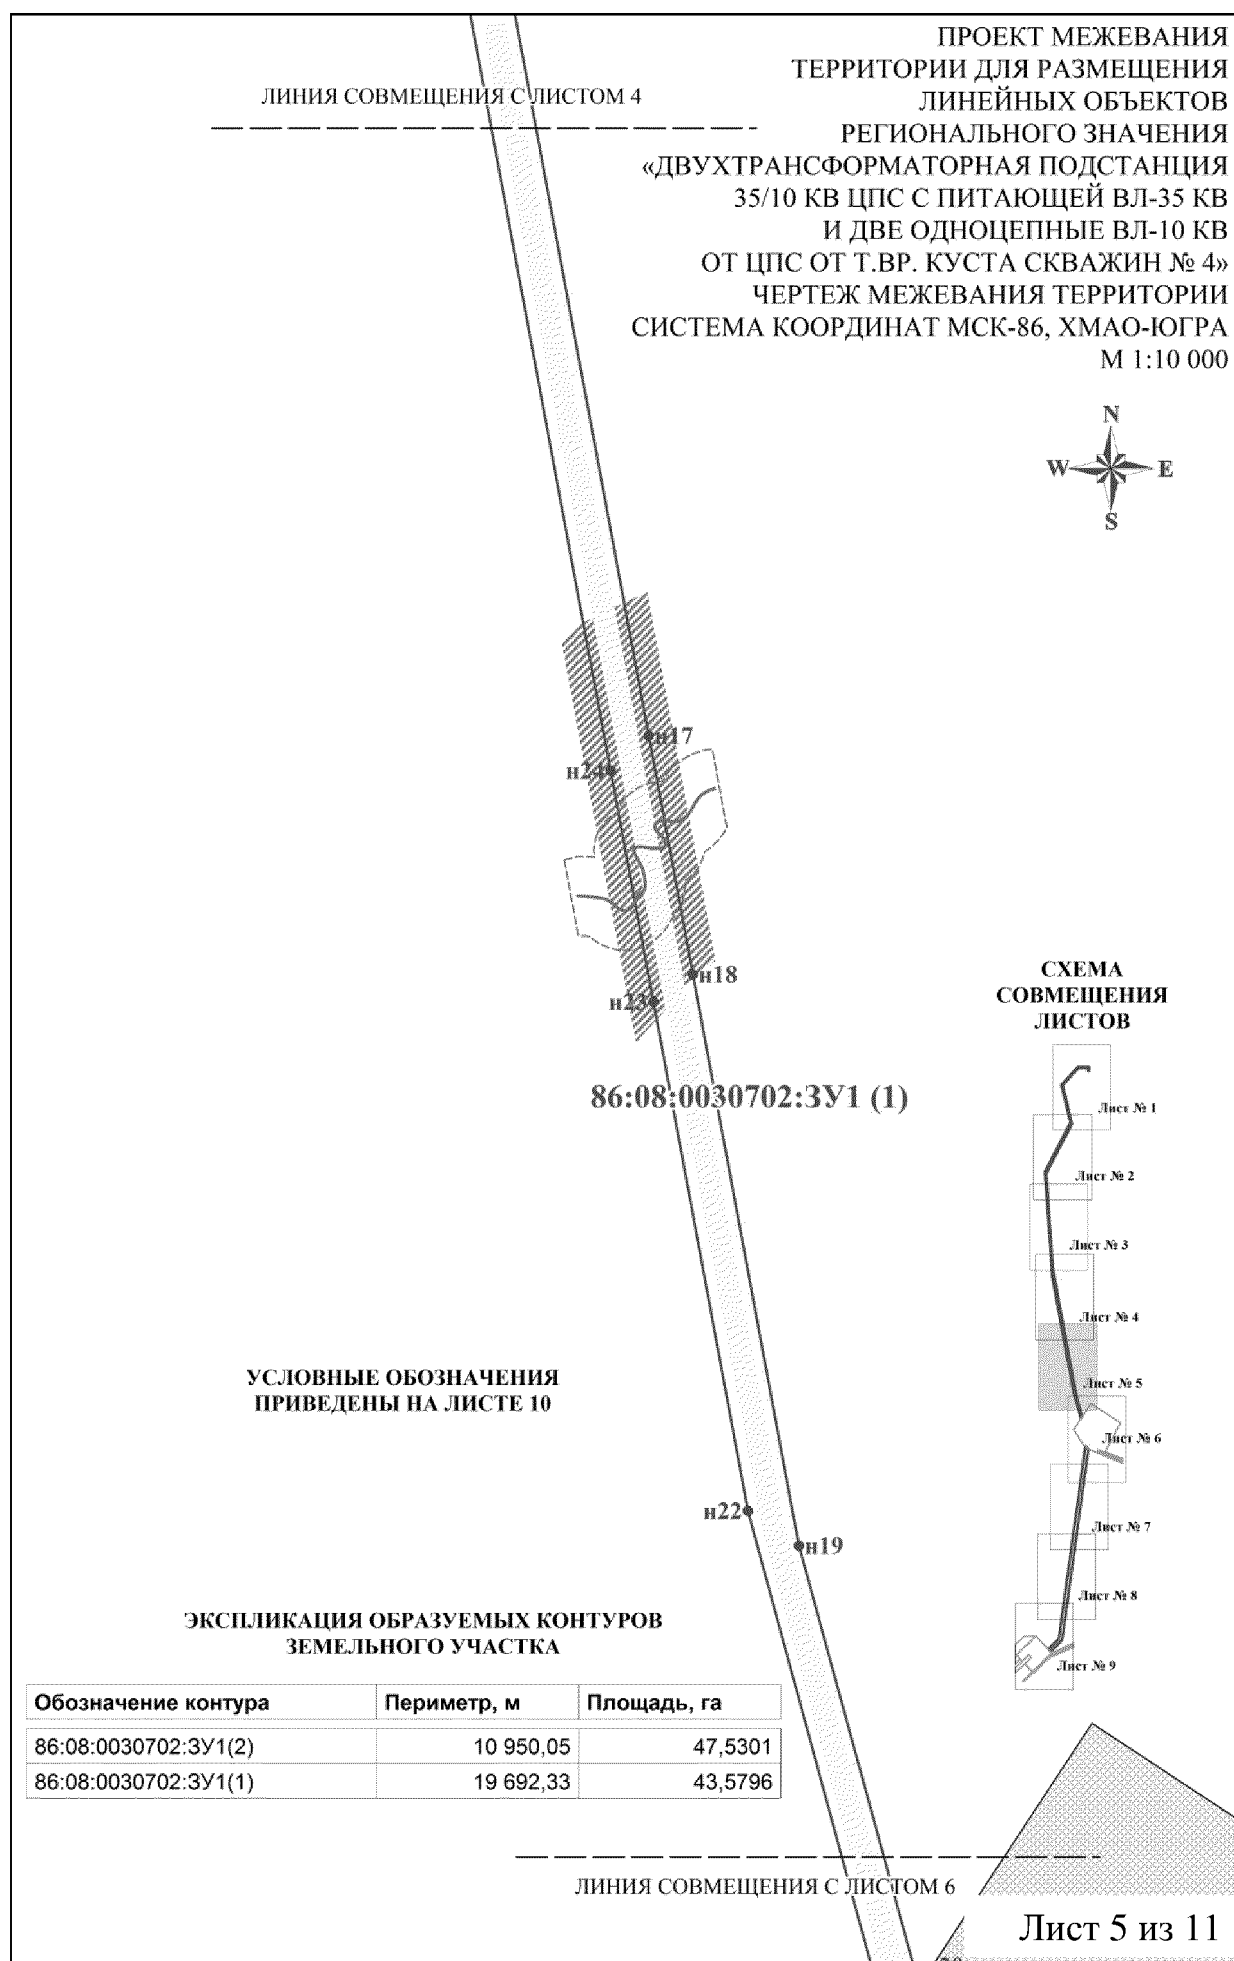 ПРОЕКТ МЕЖЕВАНИЯ
ТЕРРИТОРИИ ДЛЯ РАЗМЕЩЕНИЯ
ЛИНЕЙНЫХ ОБЪЕКТОВ
РЕГИОНАЛЬНОГО ЗНАЧЕНИЯ
«ДВУХТРАНСФОРМАТОРНАЯ ПОДСТАНЦИЯ
35/10 КВ ЦПС С ПИТАЮЩЕЙ ВЛ-35 КВ
И ДВЕ ОДНОЦЕПНЫЕ ВЛ-10 КВ
ОТ ЦПС ОТ Т.ВР. КУСТА СКВАЖИН № 4»
ЧЕРТЕЖ МЕЖЕВАНИЯ ТЕРРИТОРИИ
СИСТЕМА КООРДИНАТ МСК-86, ХМАО-ЮГРА
М 1:10 000
ЛИНИЯ СОВМЕЩЕНИЯ С ЛИСТОМ 4
N
W E
S
н17
н24
н18
н23
86:08:0030702:ЗУ1 (1)
СХЕМА
СОВМЕЩЕНИЯ
ЛИСТОВ
Лист № 1
Лист № 2
Лист № 3
Лист № 4
Лист № 5
Лист № 6
Лист № 7
Лист № 8
Лист № 9
УСЛОВНЫЕ ОБОЗНАЧЕНИЯ
ПРИВЕДЕНЫ НА ЛИСТЕ 10
н22
н19
ЭКСПЛИКАЦИЯ ОБРАЗУЕМЫХ КОНТУРОВ
ЗЕМЕЛЬНОГО УЧАСТКА
Обозначение контура Периметр, м Площадь, га
86:08:0030702:ЗУ1(2) 10 950,05 47,5301
86:08:0030702:ЗУ1(1) 19 692,33 43,5796
ЛИНИЯ СОВМЕЩЕНИЯ С ЛИСТОМ 6
Лист 5 из 11